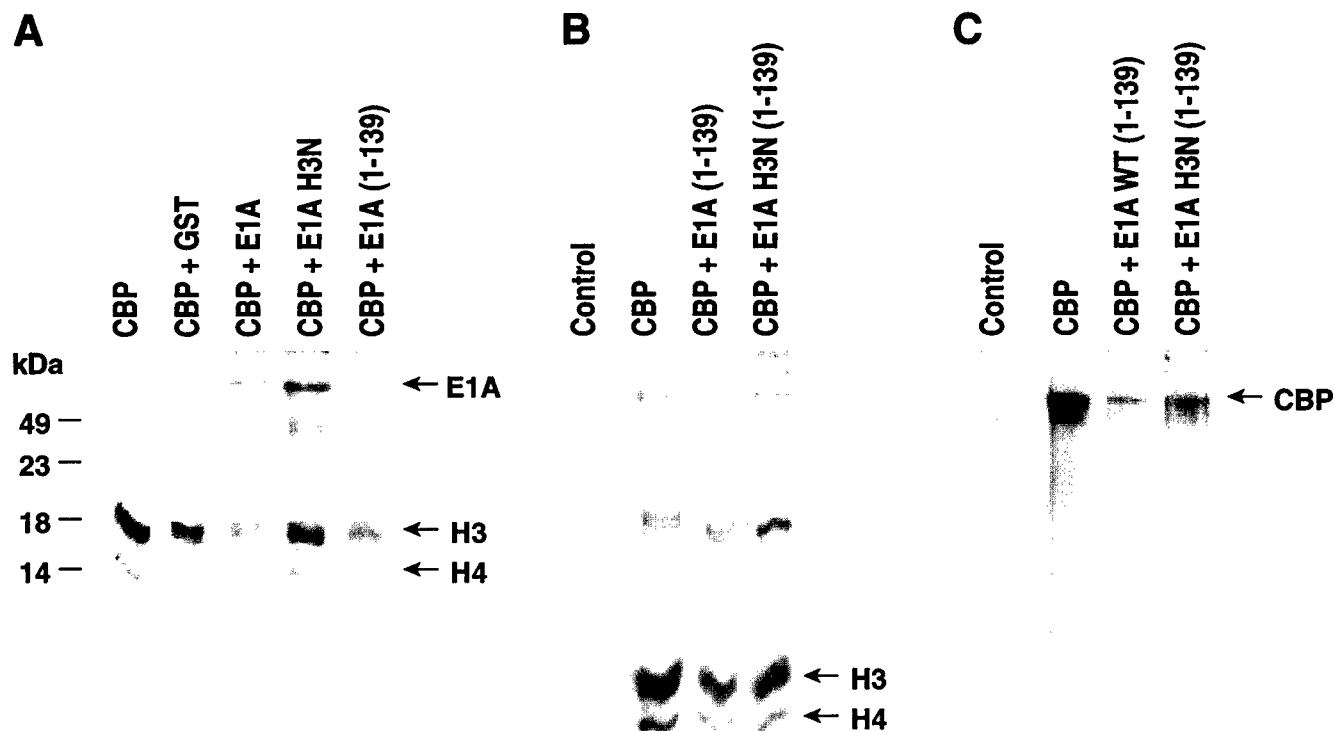 A
CBP
CBP + GST
CBP + E1A
CBP + E1A H3N
CBP + E1A (1-139)
kDa
49
23
18
14
E1A
H3
H4
B
Control
CBP
CBP + E1A (1-139)
CBP + E1A H3N (1-139)
H3
H4
C
Control
CBP
CBP + E1A WT (1-139)
CBP + E1A H3N (1-139)
CBP